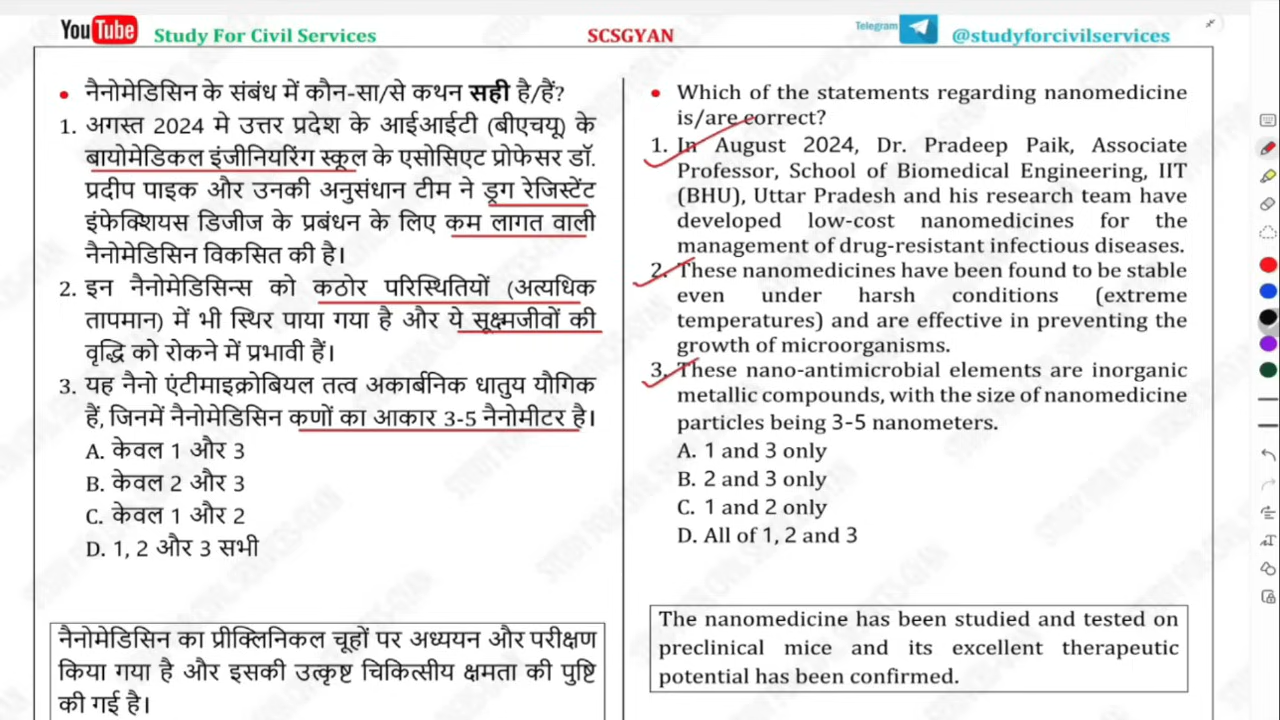 YouTube Study For Civil Services SCSGYAN Telegram @studyforcivilservices
• नैनोमेडिसिन के संबंध में कौन-सा/से कथन सही है/हैं?
1. अगस्त 2024 मे उत्तर प्रदेश के आईआईटी (बीएचयू) के
बायोमेडिकल इंजीनियरिंग स्कूल के एसोसिएट प्रोफेसर डॉ.
प्रदीप पाइक और उनकी अनुसंधान टीम ने ड्रग रेजिस्टेंट
इंफेक्शियस डिजीज के प्रबंधन के लिए कम लागत वाली
नैनोमेडिसिन विकसित की है।
2. इन नैनोमेडिसिन्स को कठोर परिस्थितियों (अत्यधिक
तापमान) में भी स्थिर पाया गया है और ये सूक्ष्मजीवों की
वृद्धि को रोकने में प्रभावी हैं।
3. यह नैनो एंटीमाइक्रोबियल तत्व अकार्बनिक धातुय यौगिक
हैं, जिनमें नैनोमेडिसिन कणों का आकार 3-5 नैनोमीटर है।
A. केवल 1 और 3
B. केवल 2 और 3
C. केवल 1 और 2
D. 1, 2 और 3 सभी
नैनोमेडिसिन का प्रीक्लिनिकल चूहों पर अध्ययन और परीक्षण
किया गया है और इसकी उत्कृष्ट चिकित्सीय क्षमता की पुष्टि
की गई है।
• Which of the statements regarding nanomedicine
is/are correct?
1. In August 2024, Dr. Pradeep Paik, Associate
Professor, School of Biomedical Engineering, IIT
(BHU), Uttar Pradesh and his research team have
developed low-cost nanomedicines for the
management of drug-resistant infectious diseases.
2. These nanomedicines have been found to be stable
even under harsh conditions (extreme
temperatures) and are effective in preventing the
growth of microorganisms.
3. These nano-antimicrobial elements are inorganic
metallic compounds, with the size of nanomedicine
particles being 3-5 nanometers.
A. 1 and 3 only
B. 2 and 3 only
C. 1 and 2 only
D. All of 1, 2 and 3
The nanomedicine has been studied and tested on
preclinical mice and its excellent therapeutic
potential has been confirmed.